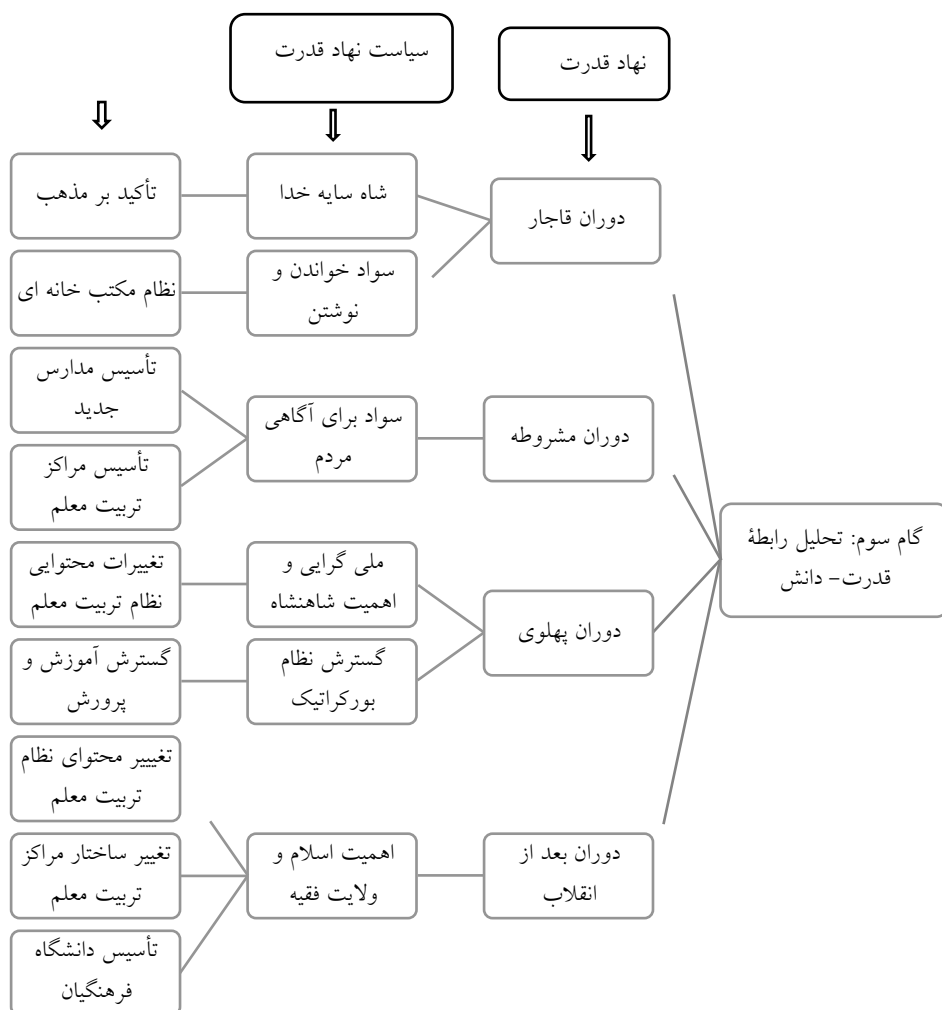 نهاد قدرت
سیاست نهاد قدرت
گام سوم: تحلیل رابطۀ
قدرت- دانش
دوران قاجار
شاه سایه خدا
تأکید بر مذهب
سواد خواندن و
نوشتن
نظام مکتب خانه ای
دوران مشروطه
سواد برای آگاهی
مردم
تأسیس مدارس
جدید
تأسیس مراکز
تربیت معلم
دوران پهلوی
ملی گرایی و
اهمیت شاهنشاه
تغییرات محتوایی
نظام تربیت معلم
گسترش نظام
بورکراتیک
گسترش آموزش و
پرورش
دوران بعد از
انقلاب
اهمیت اسلام و
ولایت فقیه
تغبییر محتوای نظام
تربیت معلم
تغییر ساختار مراکز
تربیت معلم
تأسیس دانشگاه
فرهنگیان